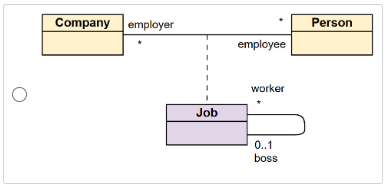 Company employer * Person
* employee
worker
*
Job
0..1
boss